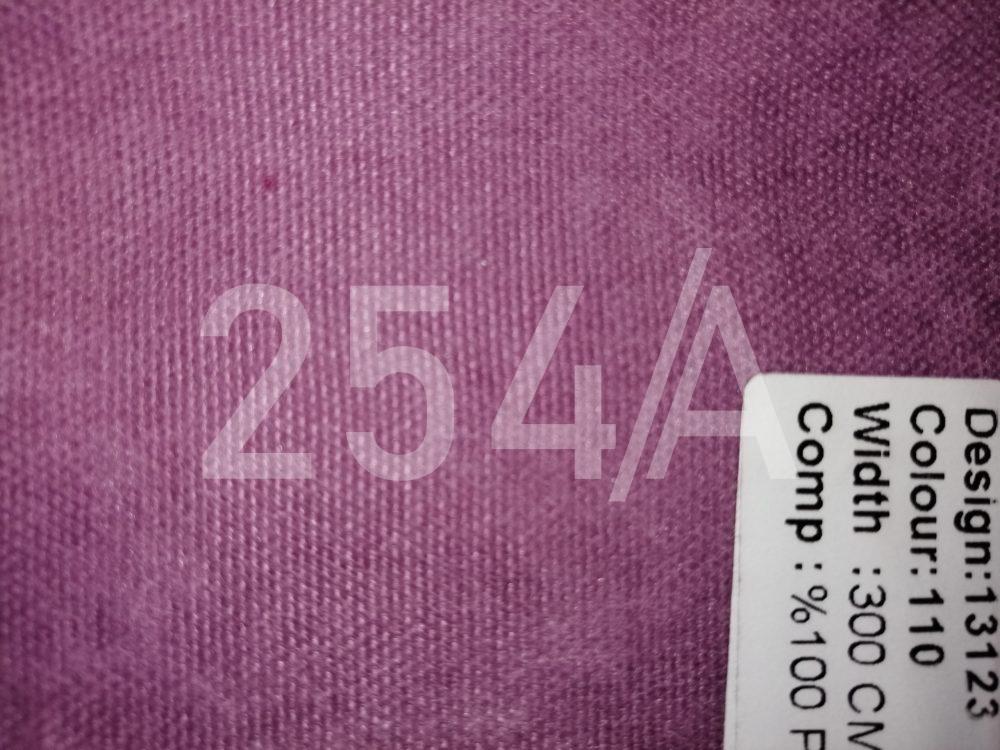 254/A
Design:13123
Colour:110
Width :300 CM
Comp :%100